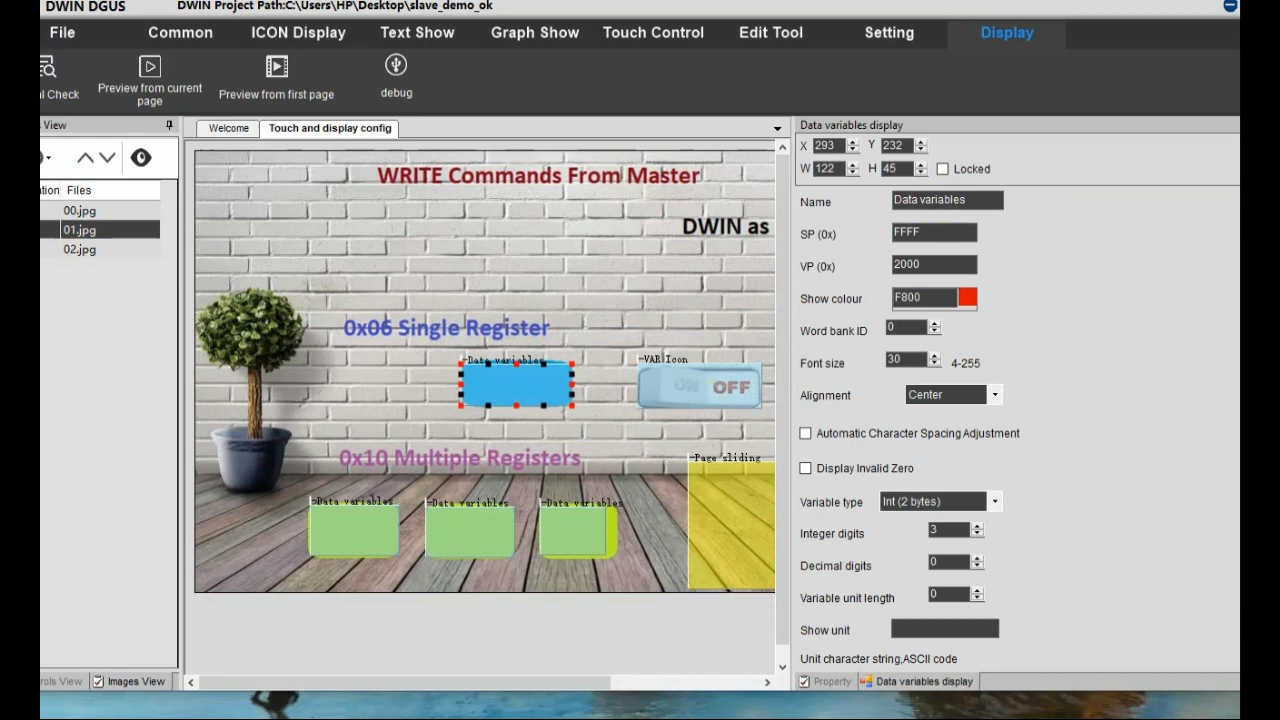 DWIN DGUS DWIN Project Path:C:\Users\HP\Desktop\slave_demo_ok
File Common ICON Display Text Show Graph Show Touch Control Edit Tool Setting Display
l Check Preview from current page Preview from first page debug
View Welcome Touch and display config Data variables display
X 293 Y 232
W 122 H 45 Locked
tion Files
00.jpg
01.jpg
02.jpg
WRITE Commands From Master
DWIN as
0x06 Single Register
Data variables VAR Icon
ON OFF
0x10 Multiple Registers
Page sliding
Data variables Data variables Data variables
Name Data variables
SP (0x) FFFF
VP (0x) 2000
Show colour F800
Word bank ID 0
Font size 30 4-255
Alignment Center
Automatic Character Spacing Adjustment
Display Invalid Zero
Variable type Int (2 bytes)
Integer digits 3
Decimal digits 0
Variable unit length 0
Show unit
Unit character string,ASCII code
rols View Images View Property Data variables display